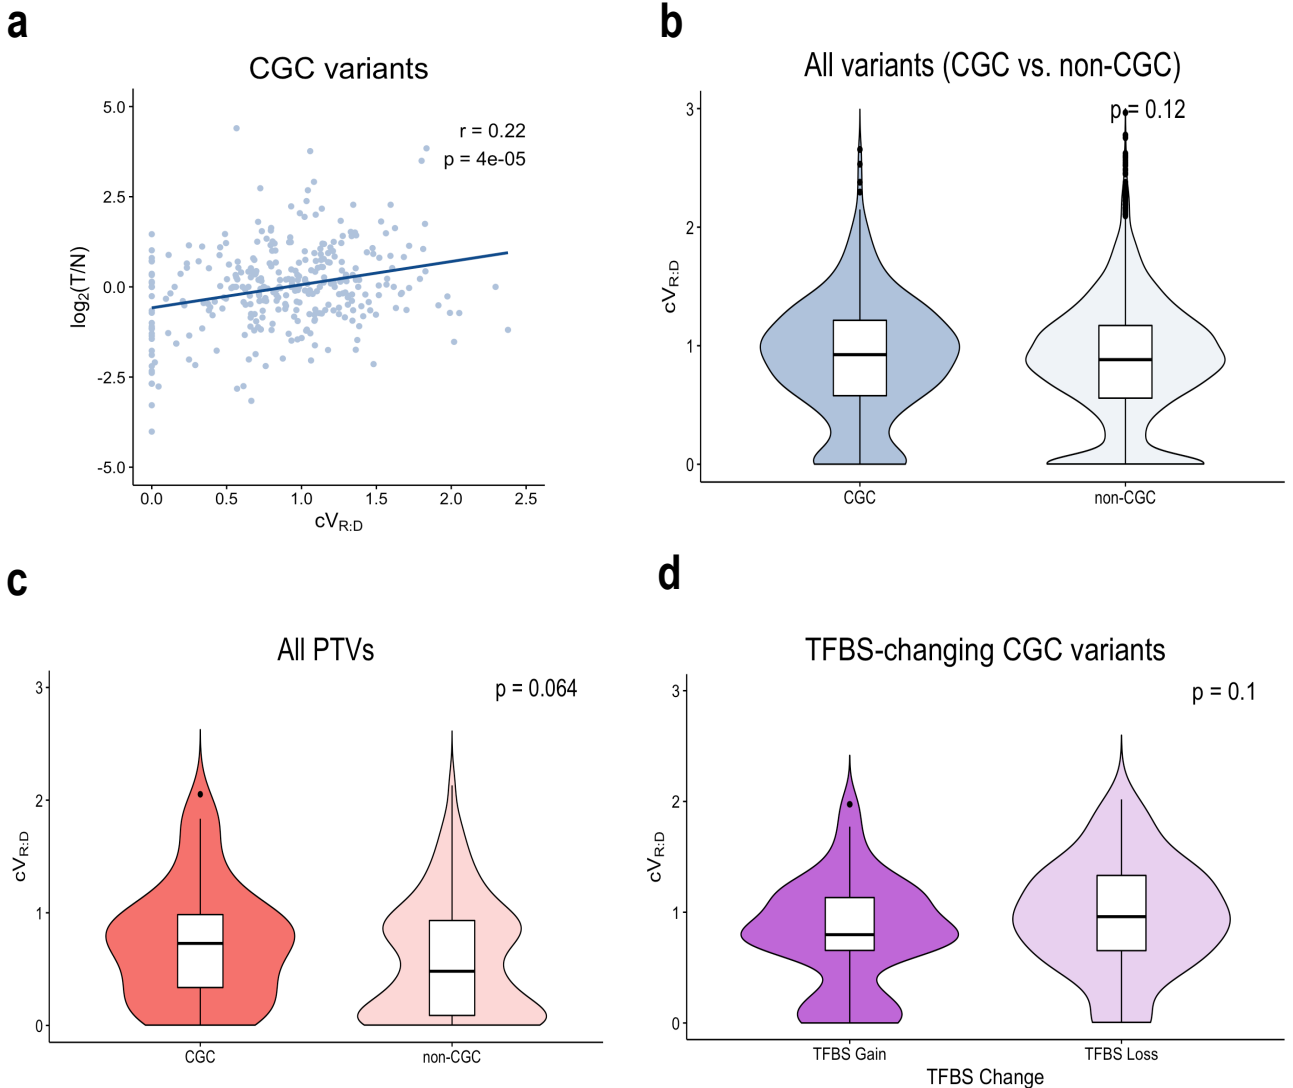 a
CGC variants
r = 0.22
p = 4e-05
5.0
2.5
0.0
-2.5
-5.0
log2(T/N)
0.0 0.5 1.0 1.5 2.0 2.5
cVR:D
b
All variants (CGC vs. non-CGC)
p = 0.12
3
2
1
0
cVR:D
CGC non-CGC
c
All PTVs
p = 0.064
3
2
1
0
cVR:D
CGC non-CGC
d
TFBS-changing CGC variants
p = 0.1
3
2
1
0
cVR:D
TFBS Gain TFBS Loss
TFBS Change